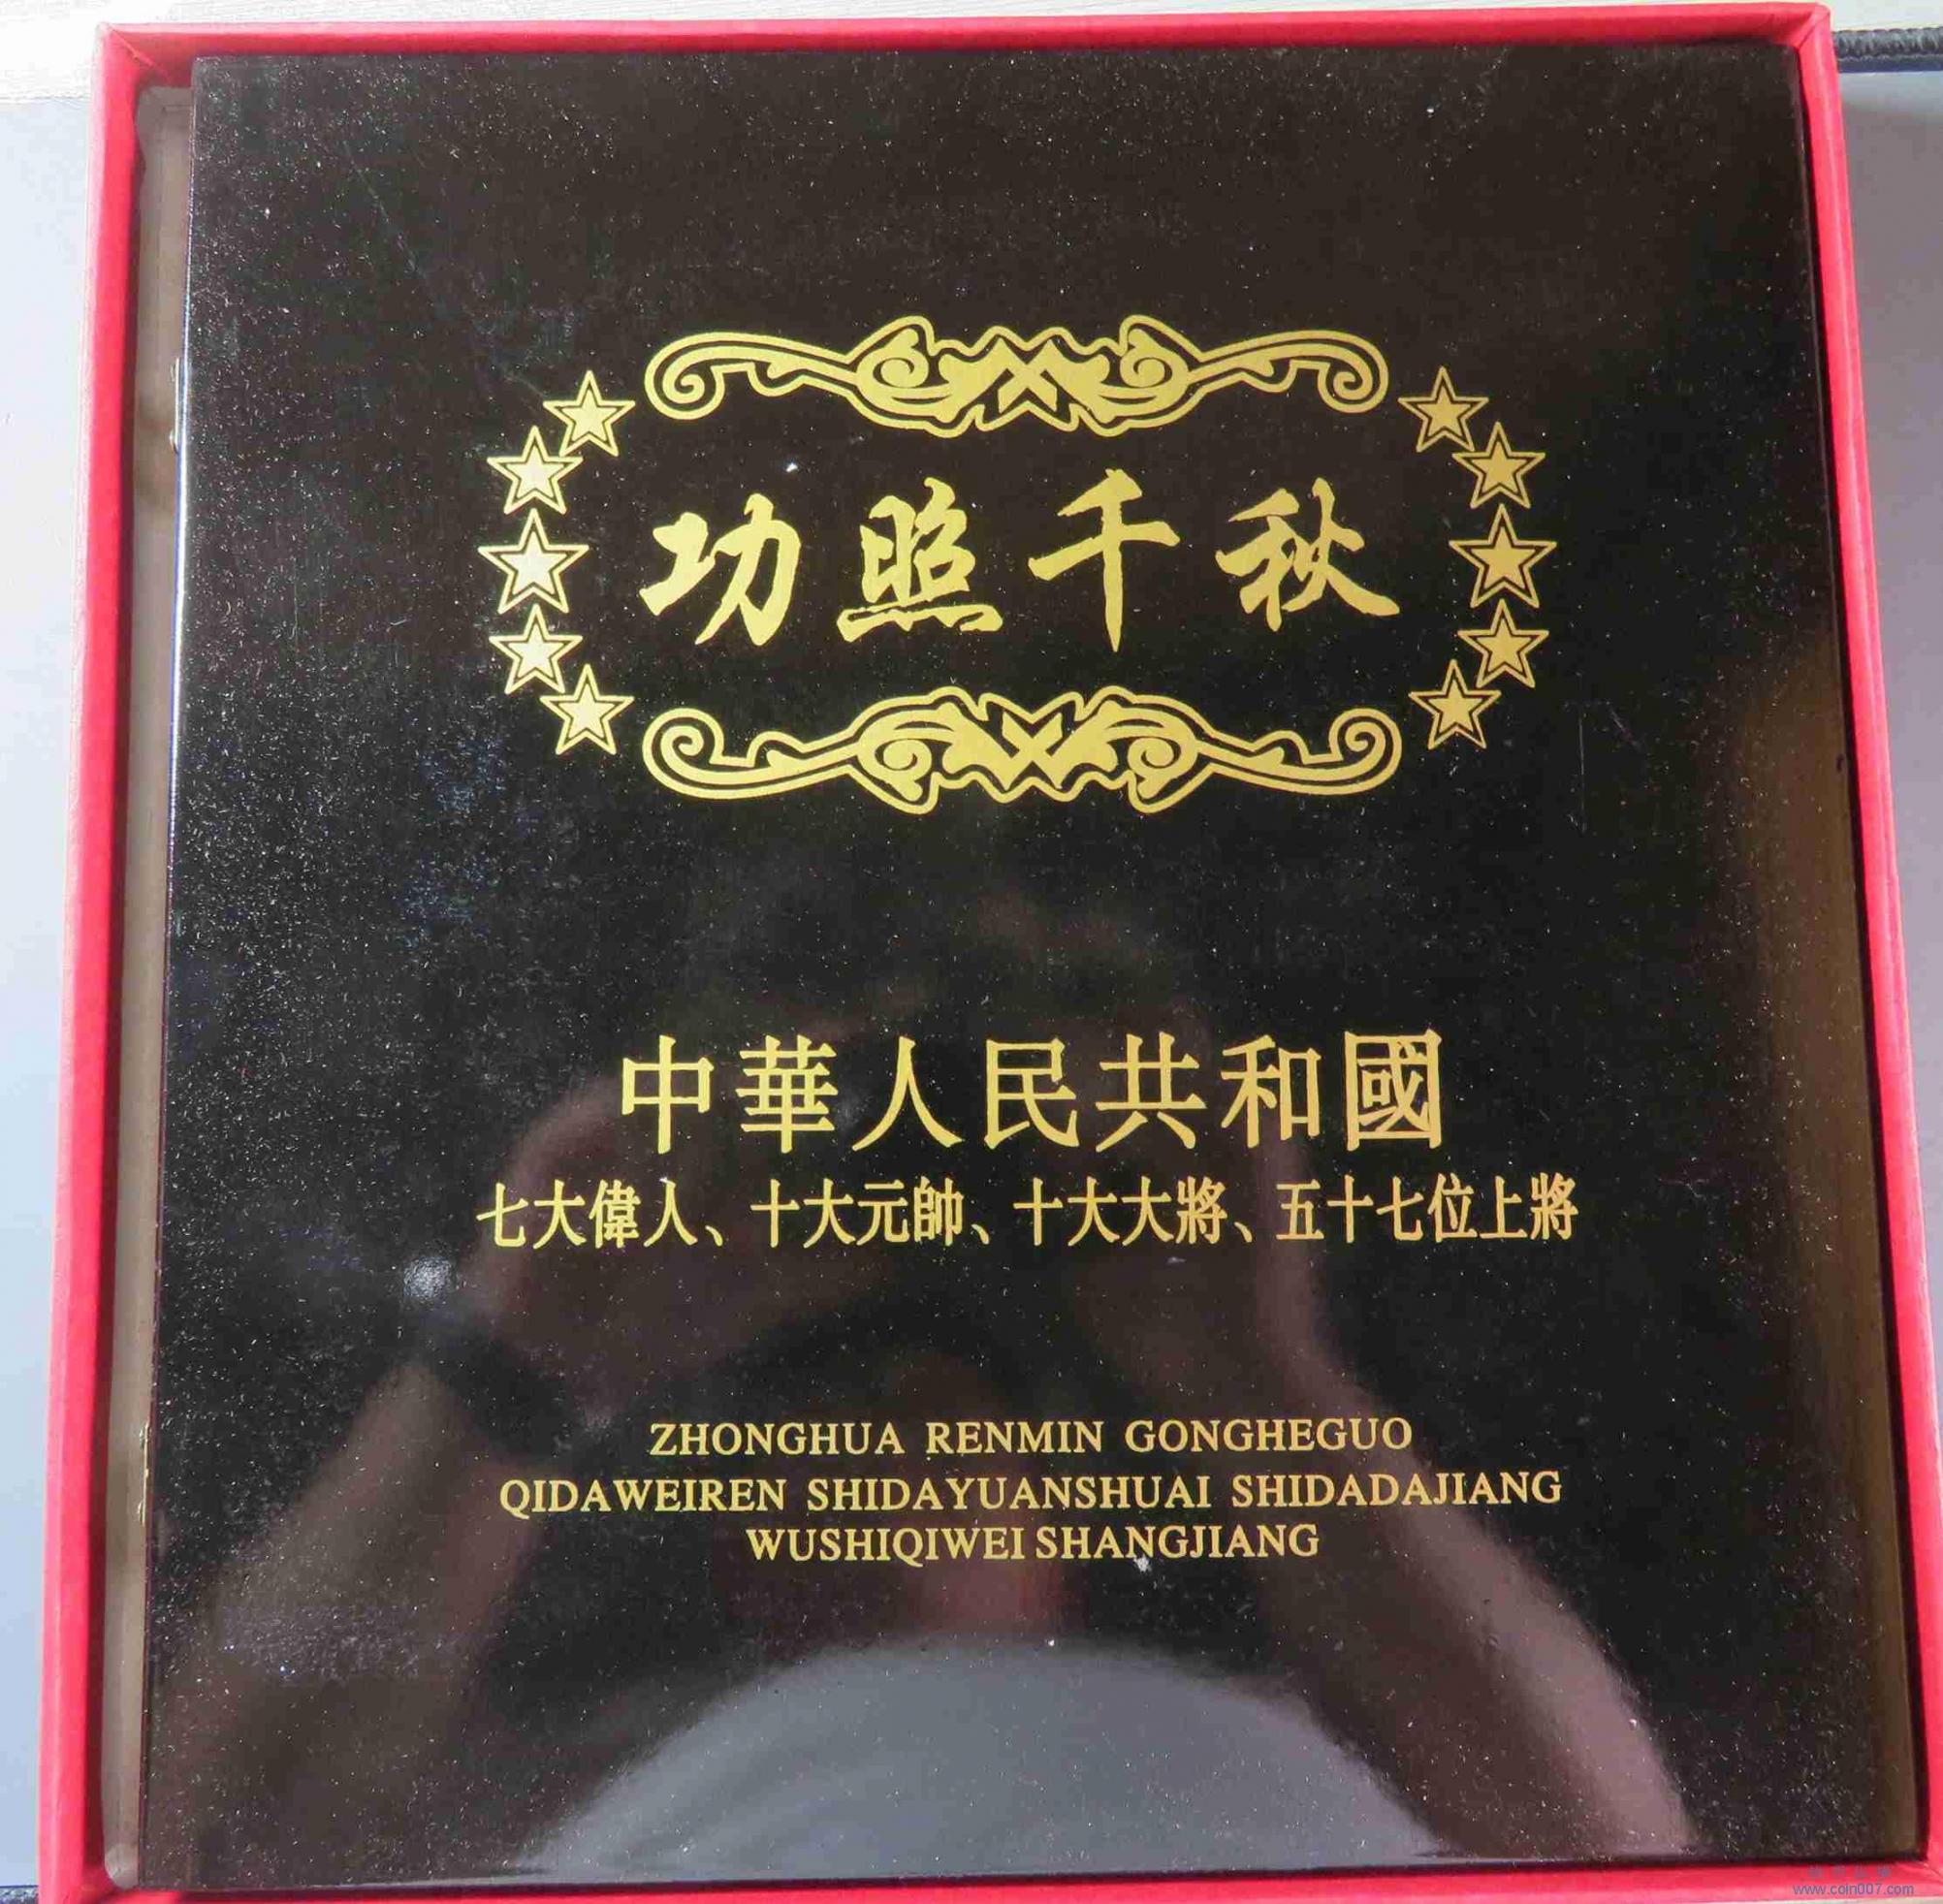 功照千秋
中華人民共和國
七大偉人、十大元帥、十大大將、五十七位上將
ZHONGHUA RENMIN GONGHEGUO
QIDAWEIREN SHIDAYUANSHUAI SHIDADAJIANG
WUSHIQIWEI SHANGJIANG
www.coin007.com